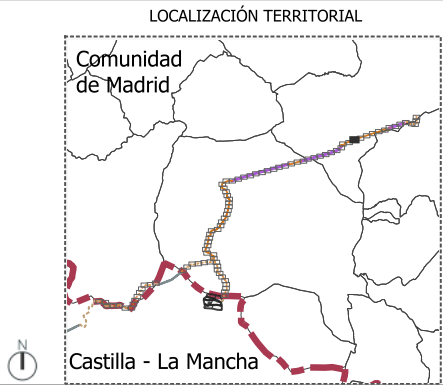 LOCALIZACIÓN TERRITORIAL
Comunidad
de Madrid
N
Castilla - La Mancha